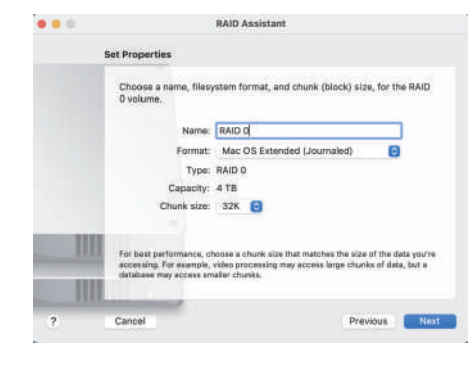 RAID Assistant
Set Properties
Choose a name, filesystem format, and chunk (block) size, for the RAID
0 volume.
Name: RAID 0
Format: Mac OS Extended (Journaled)
Type: RAID 0
Capacity: 4 TB
Chunk size: 32K
For best performance, choose a chunk size that matches the size of the data you're
accessing. For example, video processing may access large chunks of data, but a
database may access smaller chunks.
? Cancel Previous Next